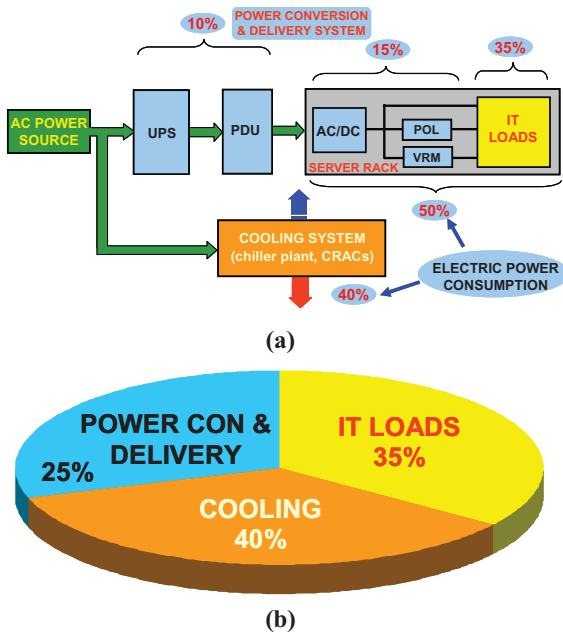 10%
POWER CONVERSION
& DELIVERY SYSTEM
15%
35%
AC POWER
SOURCE
UPS
PDU
AC/DC
POL
VRM
IT
LOADS
SERVER RACK
50%
COOLING SYSTEM
(chiller plant, CRACs)
40%
ELECTRIC POWER
CONSUMPTION
(a)
POWER CON &
DELIVERY
25%
IT LOADS
35%
COOLING
40%
(b)